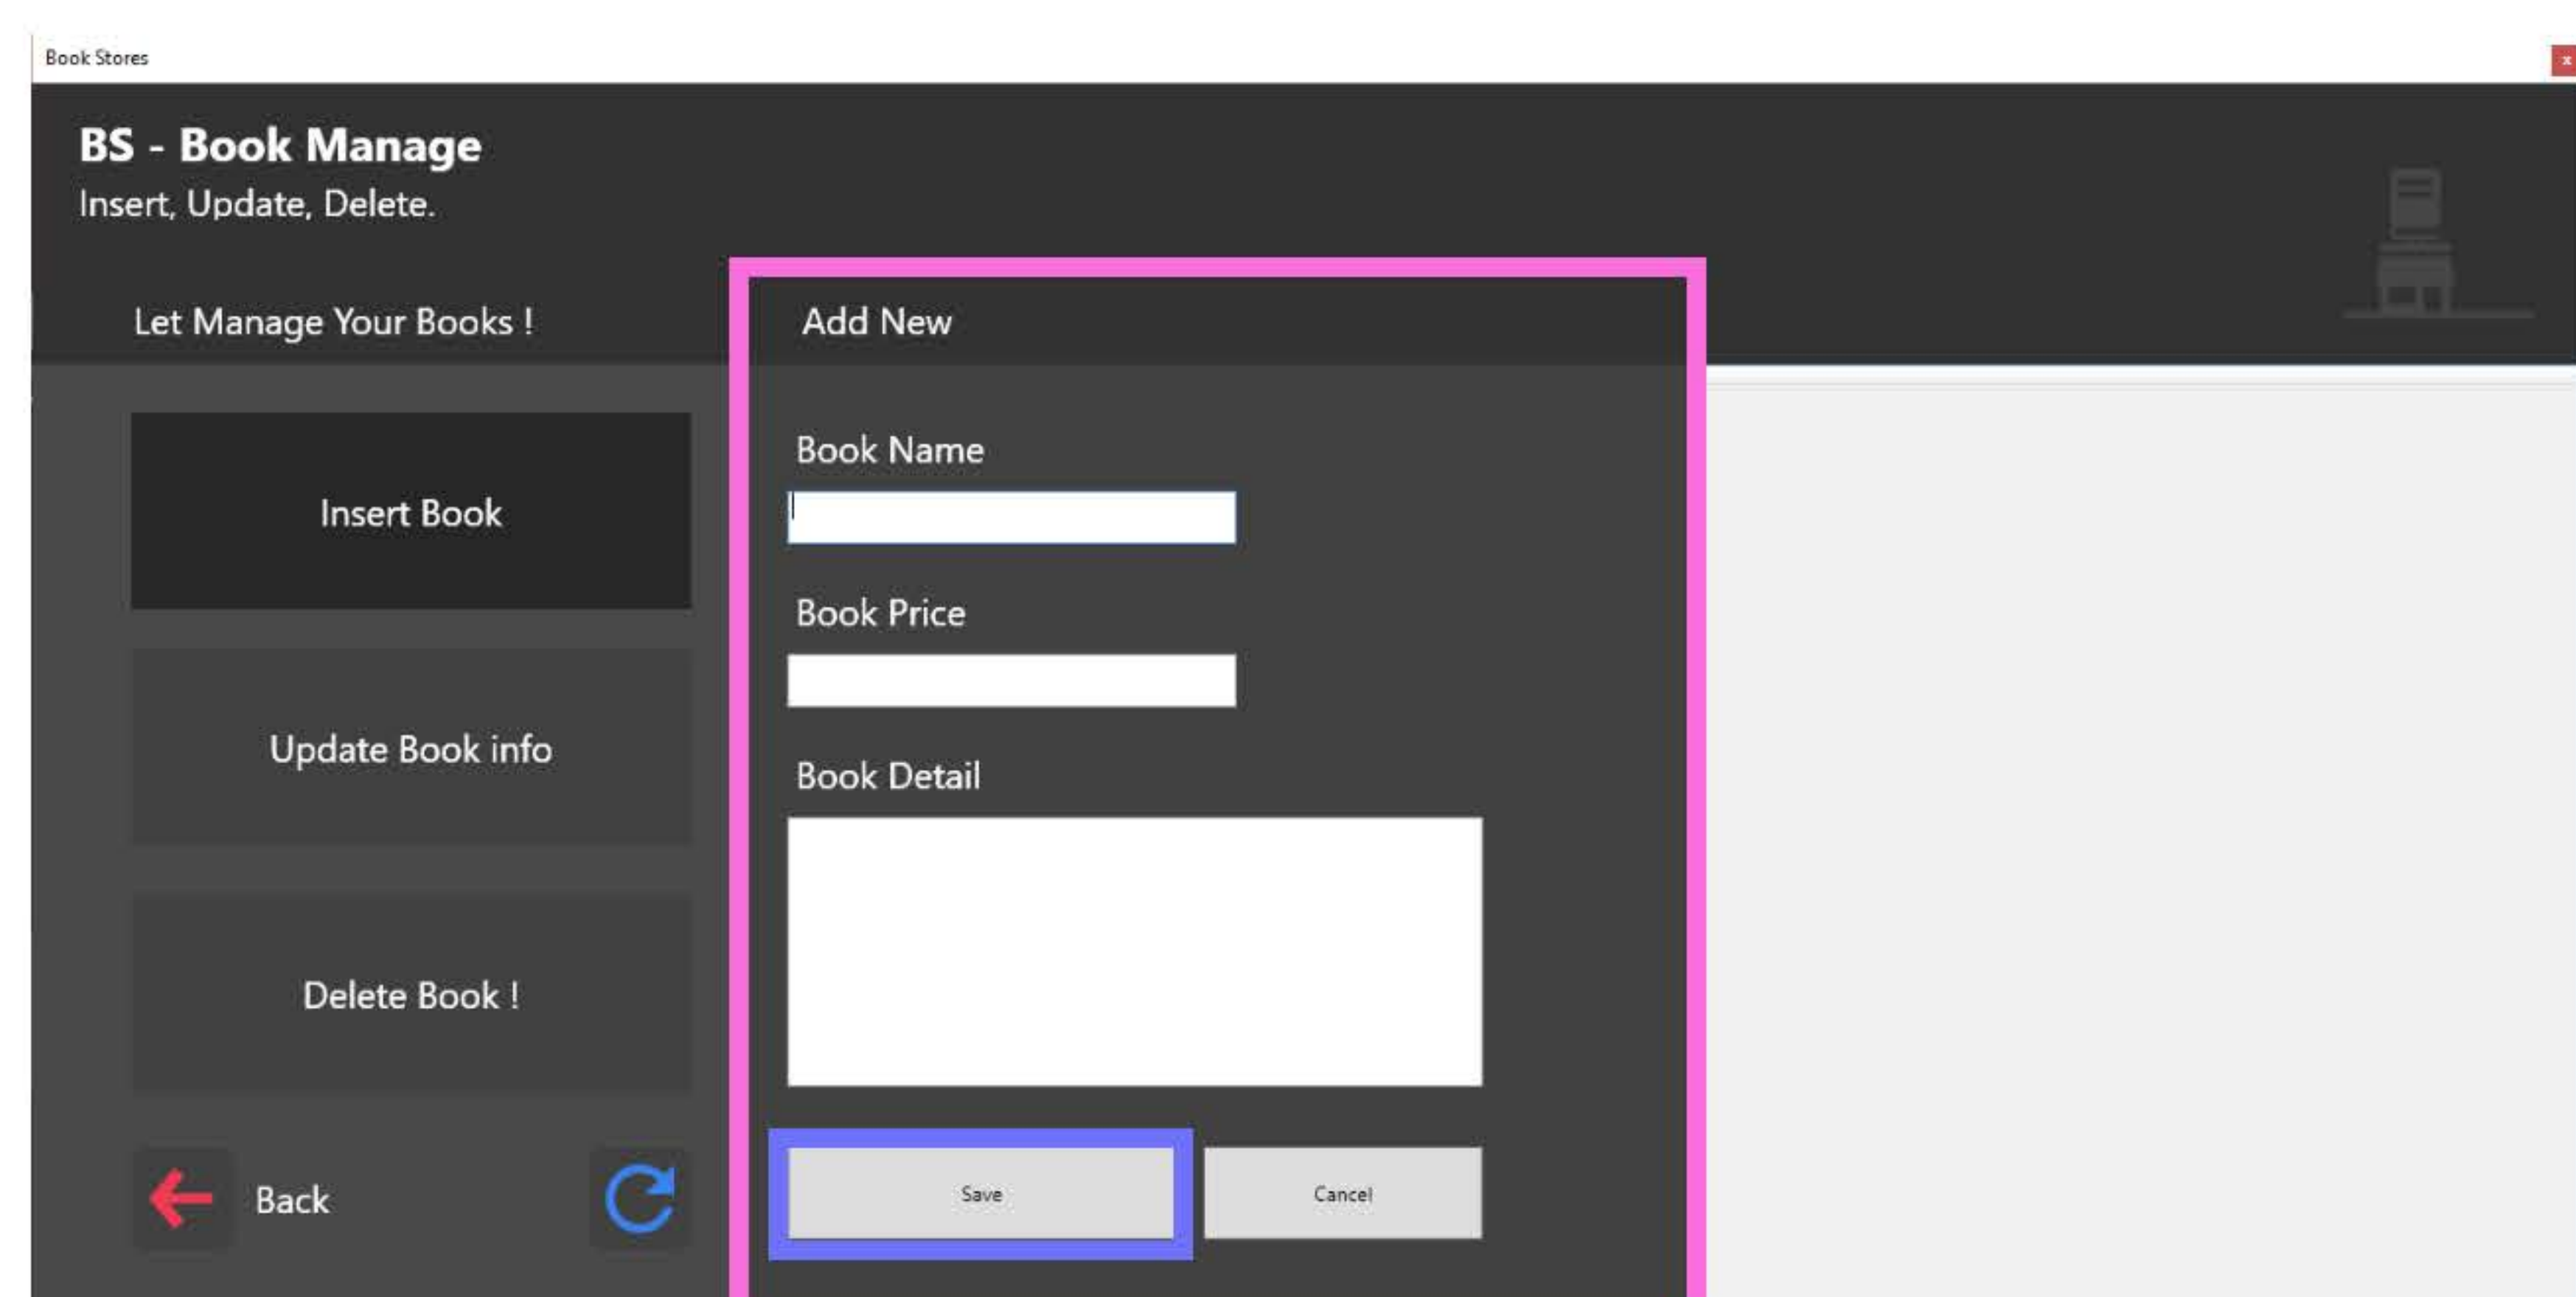 Book Stores
x
BS - Book Manage
Insert, Update, Delete.
Let Manage Your Books !
Add New
Insert Book
Update Book info
Delete Book !
Back
Book Name
Book Price
Book Detail
Save
Cancel